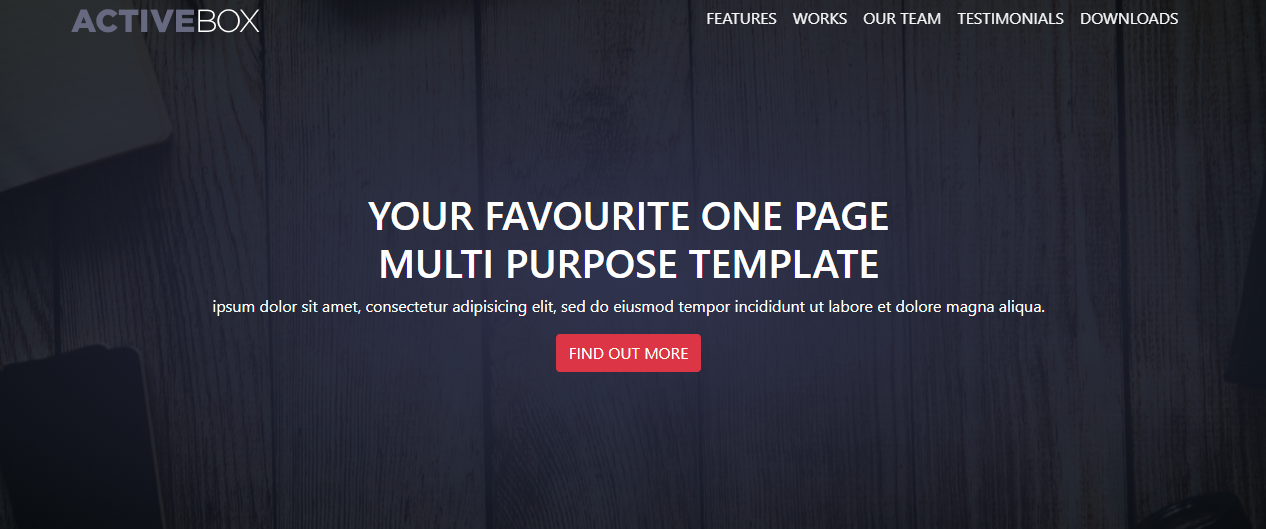 ACTIVEBOX
FEATURES WORKS OUR TEAM TESTIMONIALS DOWNLOADS
YOUR FAVOURITE ONE PAGE
MULTI PURPOSE TEMPLATE
ipsum dolor sit amet, consectetur adipisicing elit, sed do eiusmod tempor incididunt ut labore et dolore magna aliqua.
FIND OUT MORE